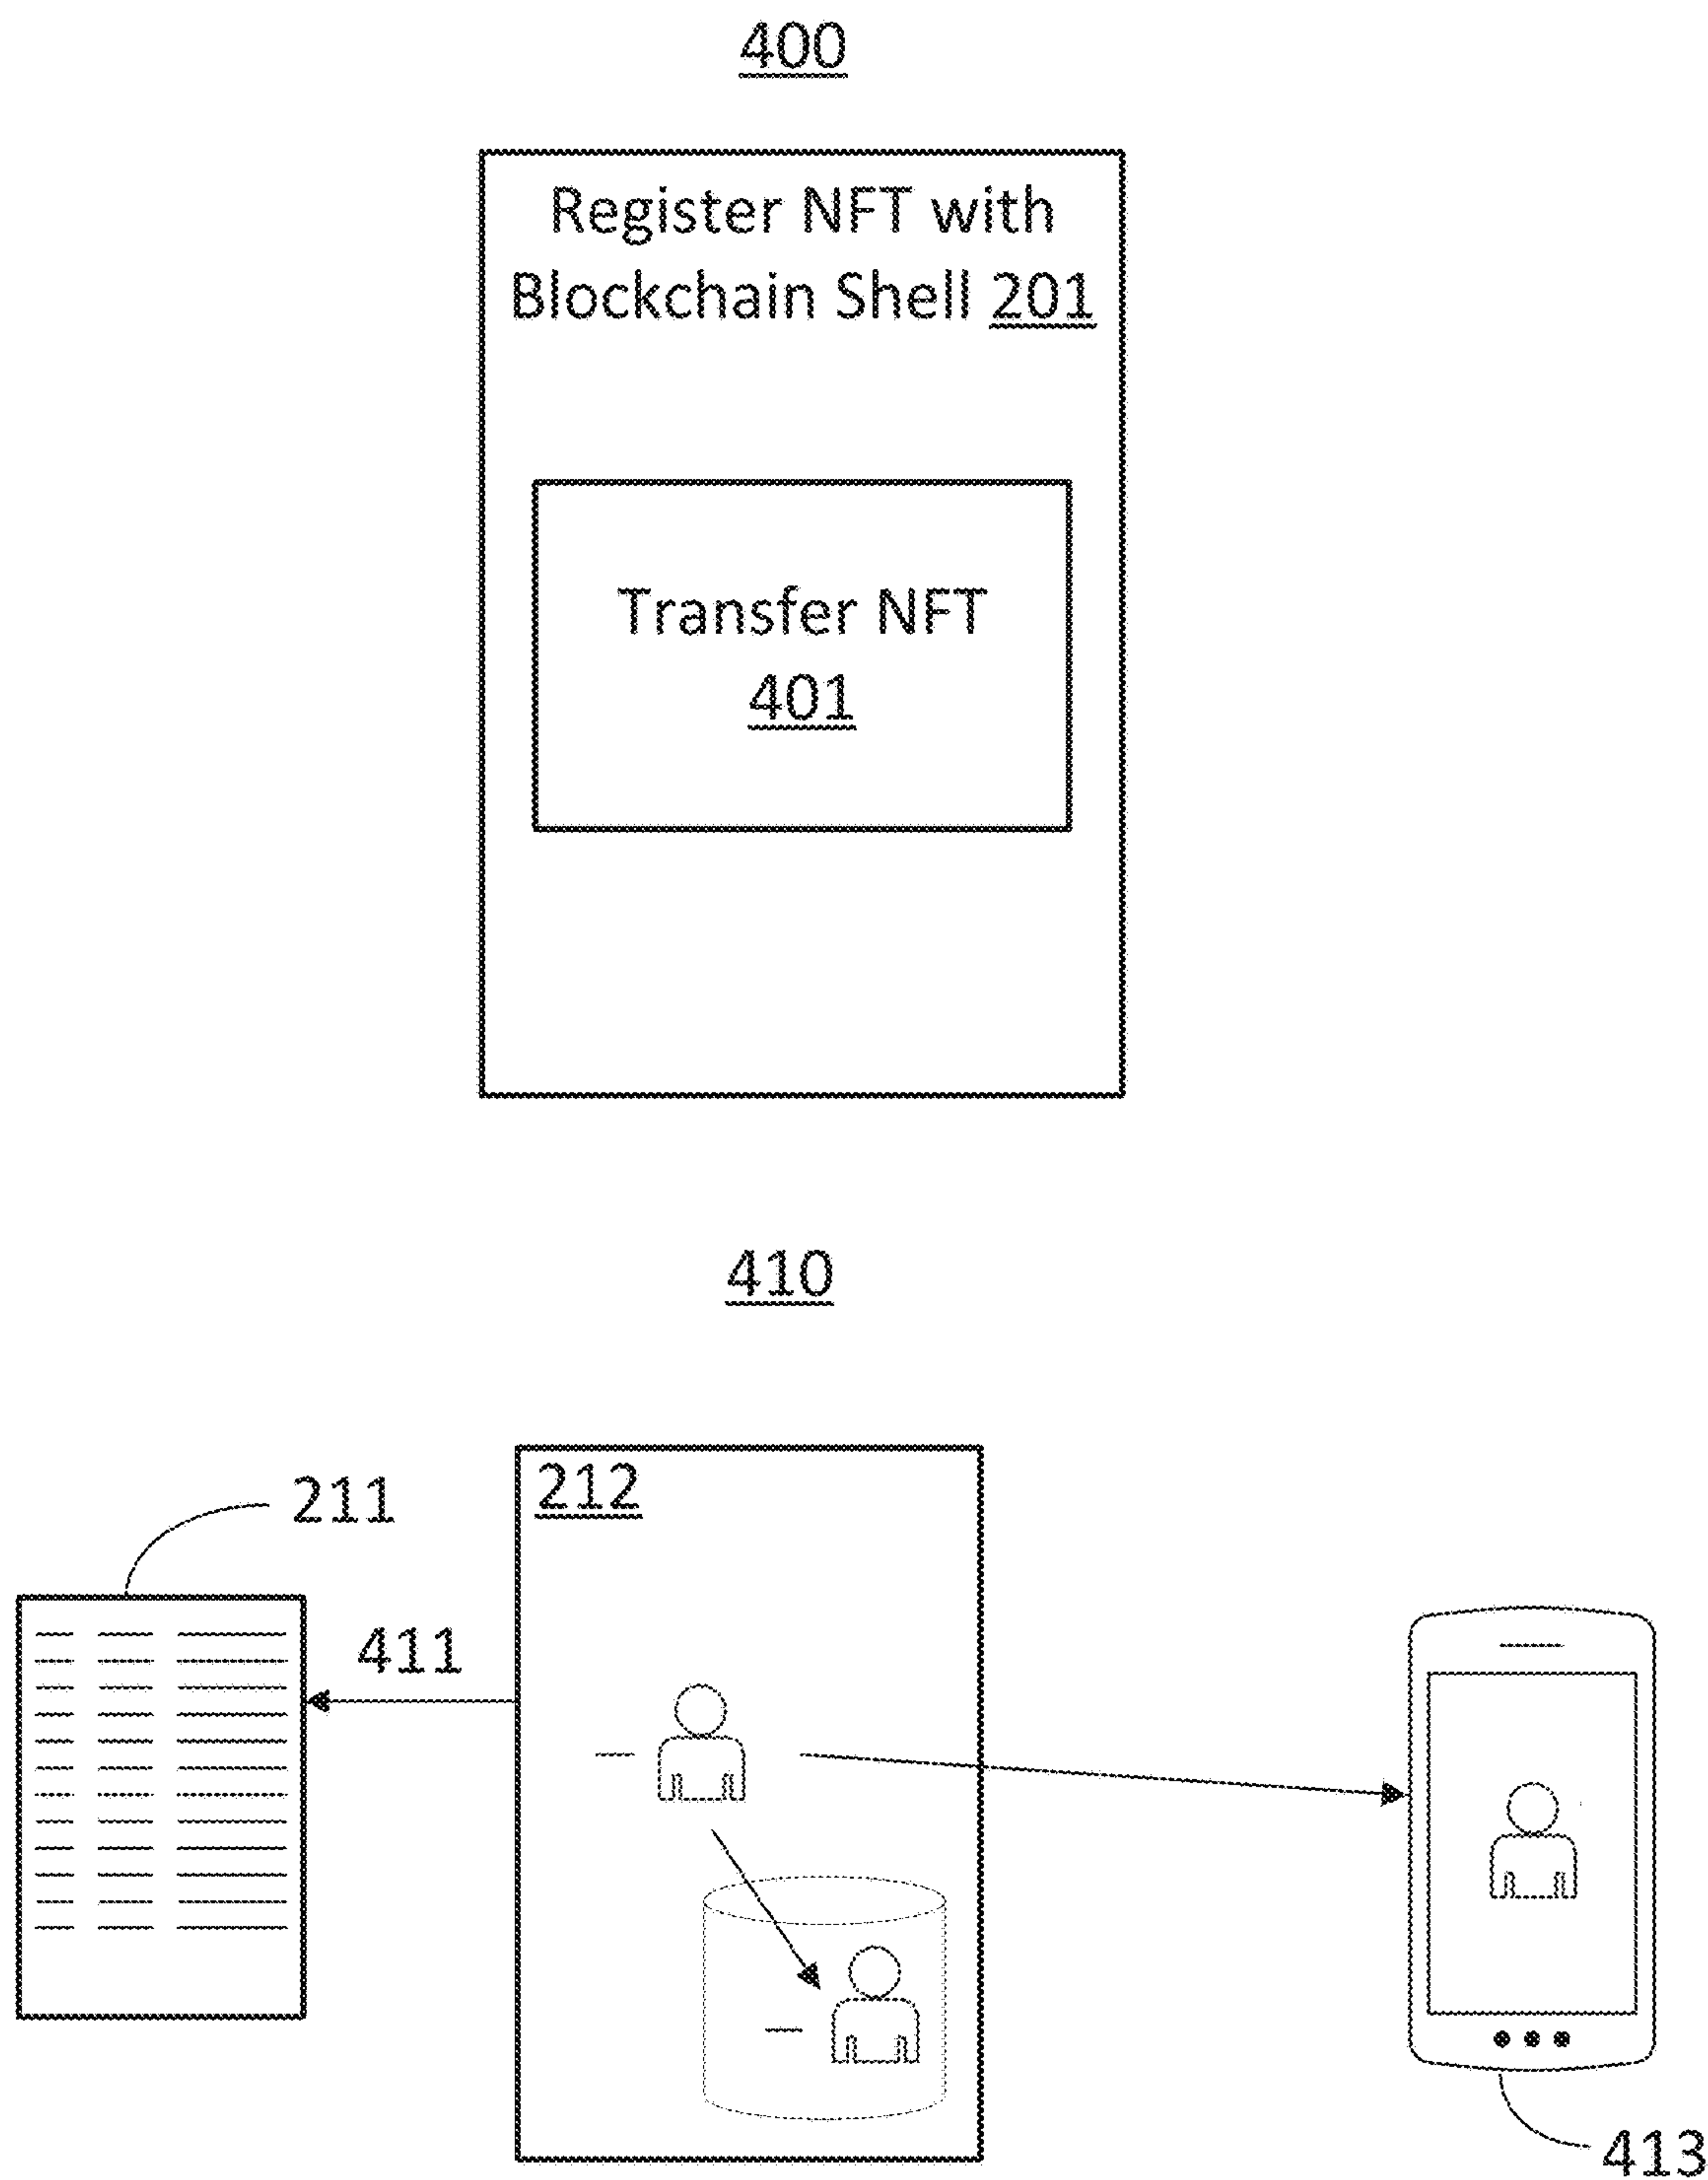 400
Register NFT with
Blockchain Shell 201
Transfer NFT
401
410
211
212
411
413